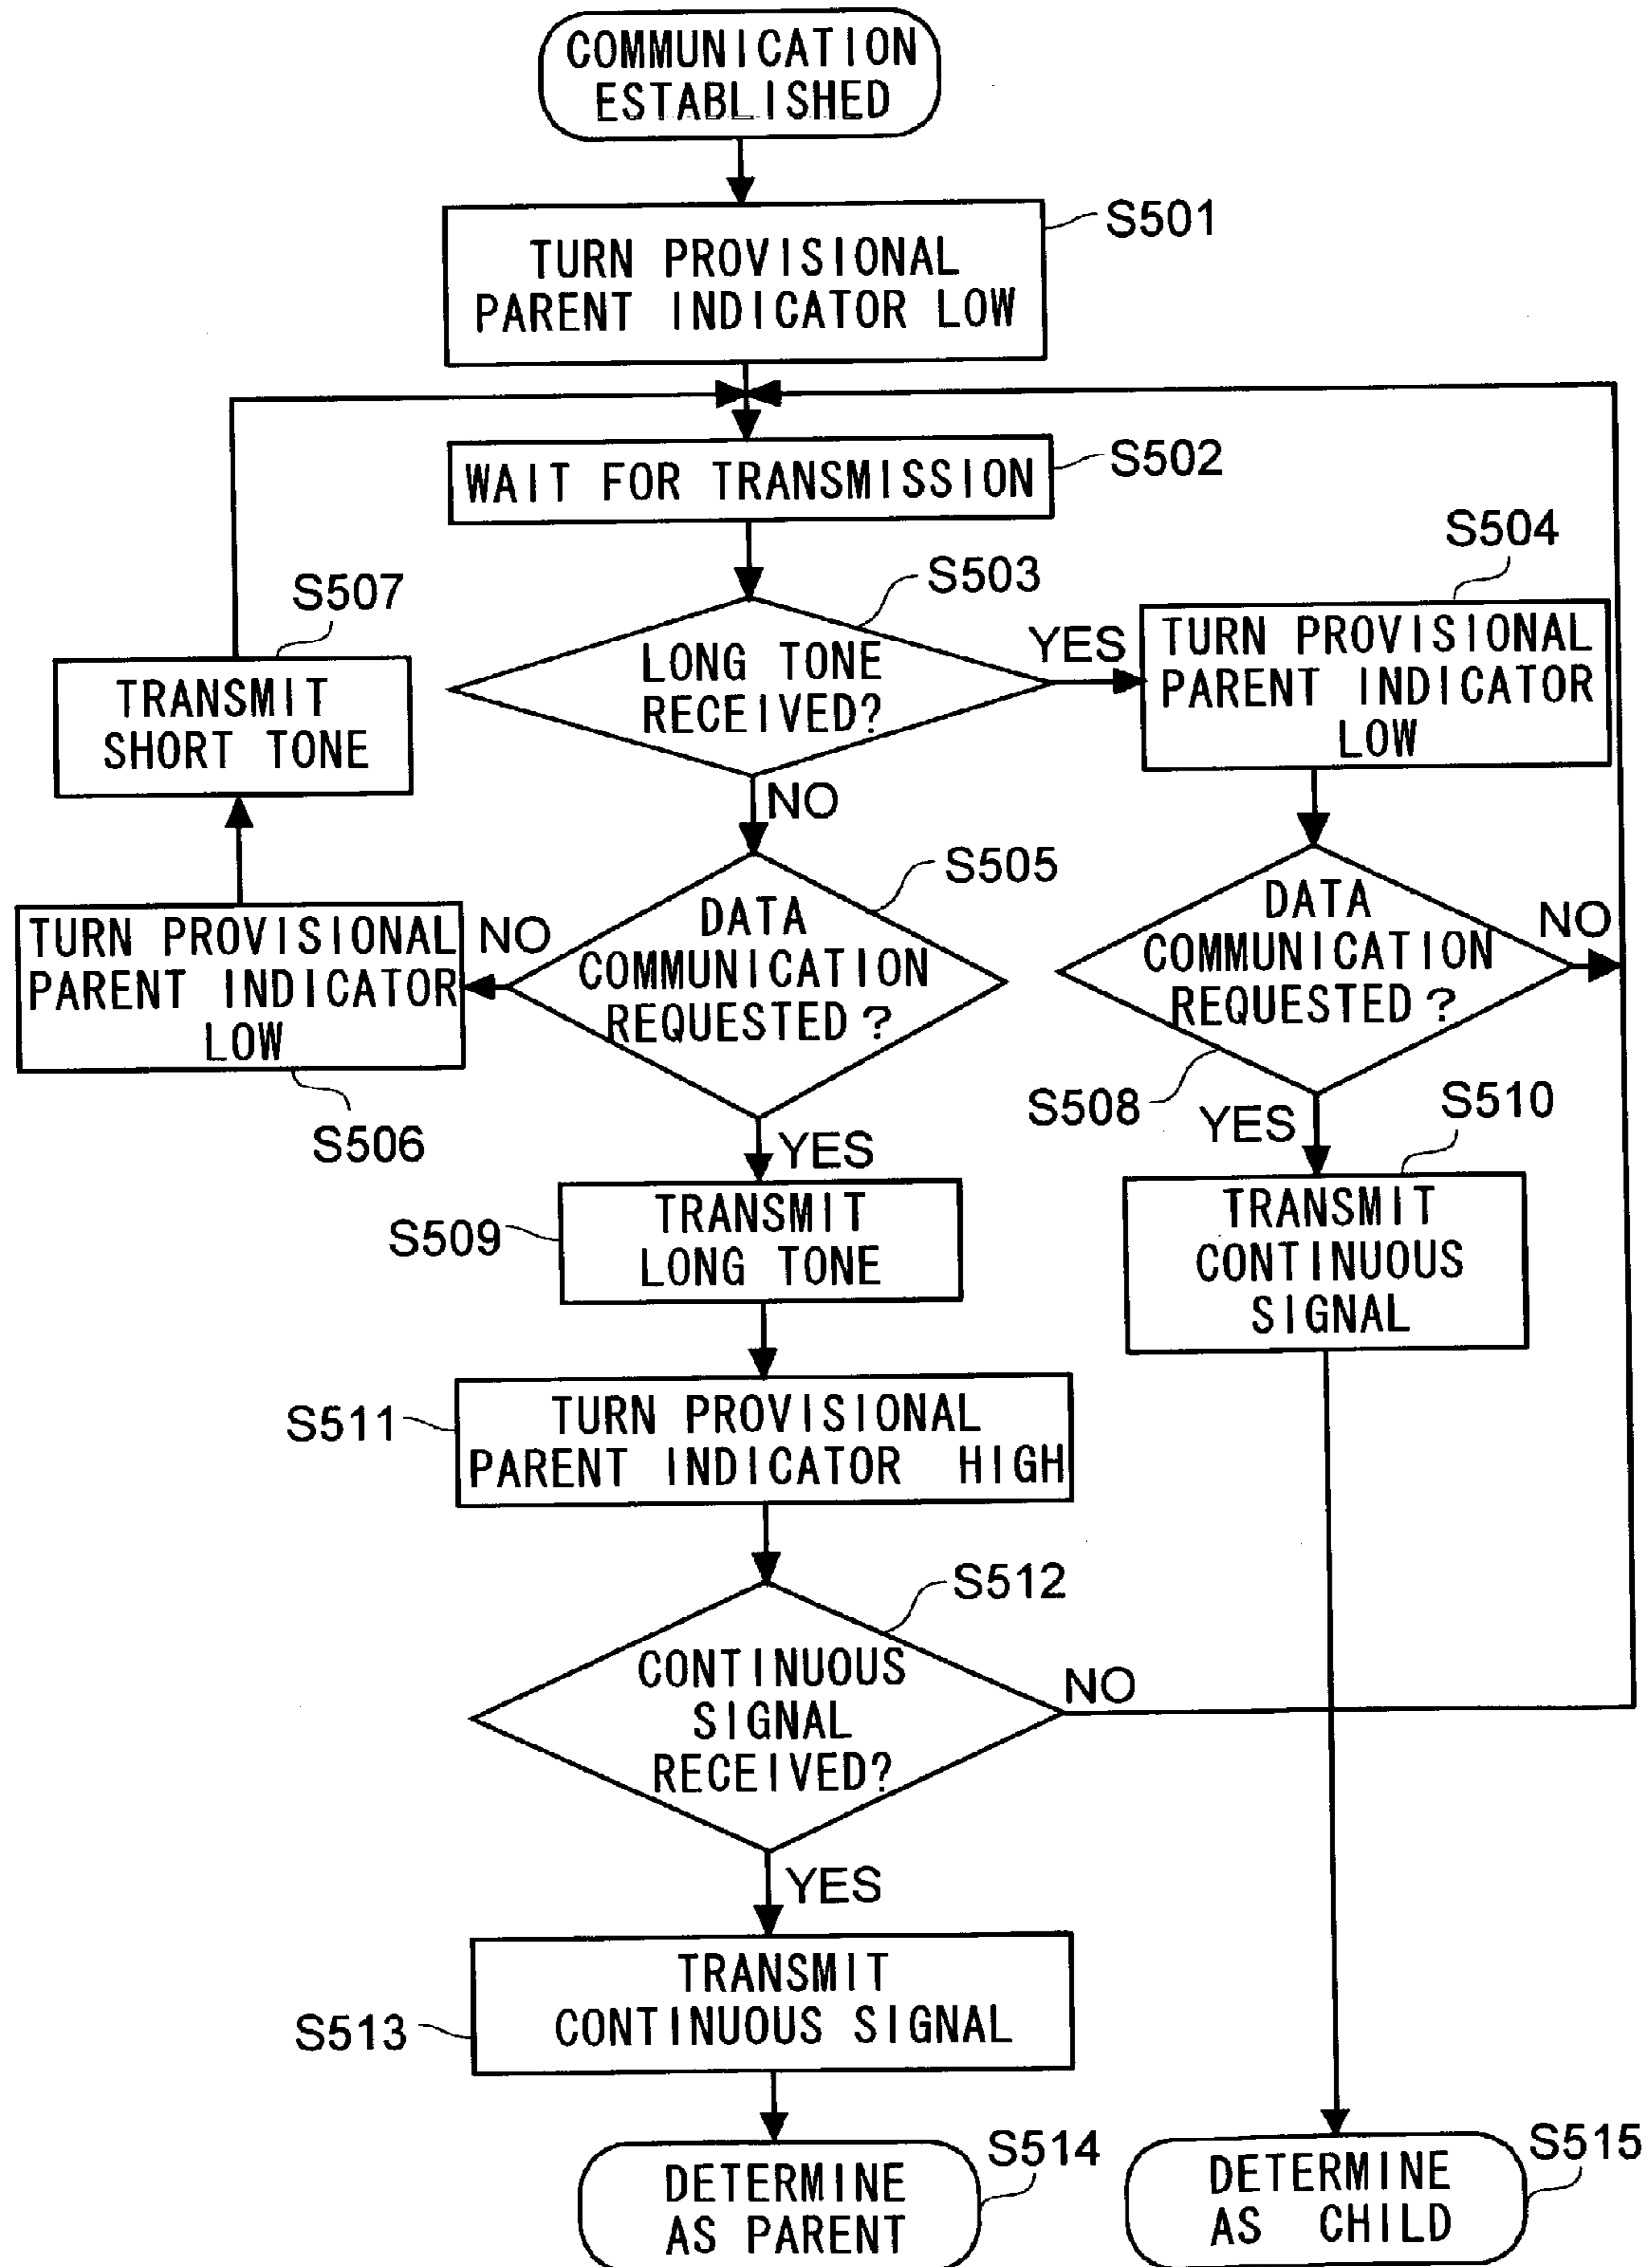 COMMUNICATION
ESTABLISHED
S501
TURN PROVISIONAL
PARENT INDICATOR LOW
S502
WAIT FOR TRANSMISSION
S503
LONG TONE
RECEIVED?
YES
NO
S504
TURN PROVISIONAL
PARENT INDICATOR
LOW
S507
TRANSMIT
SHORT TONE
S505
DATA
COMMUNICATION
REQUESTED?
NO
YES
TURN PROVISIONAL
PARENT INDICATOR
LOW
S506
DATA
COMMUNICATION
REQUESTED?
NO
S508
YES
S510
TRANSMIT
CONTINUOUS
SIGNAL
S509
TRANSMIT
LONG TONE
S511
TURN PROVISIONAL
PARENT INDICATOR HIGH
S512
CONTINUOUS
SIGNAL
RECEIVED?
NO
YES
S513
TRANSMIT
CONTINUOUS SIGNAL
S514
DETERMINE
AS PARENT
S515
DETERMINE
AS CHILD